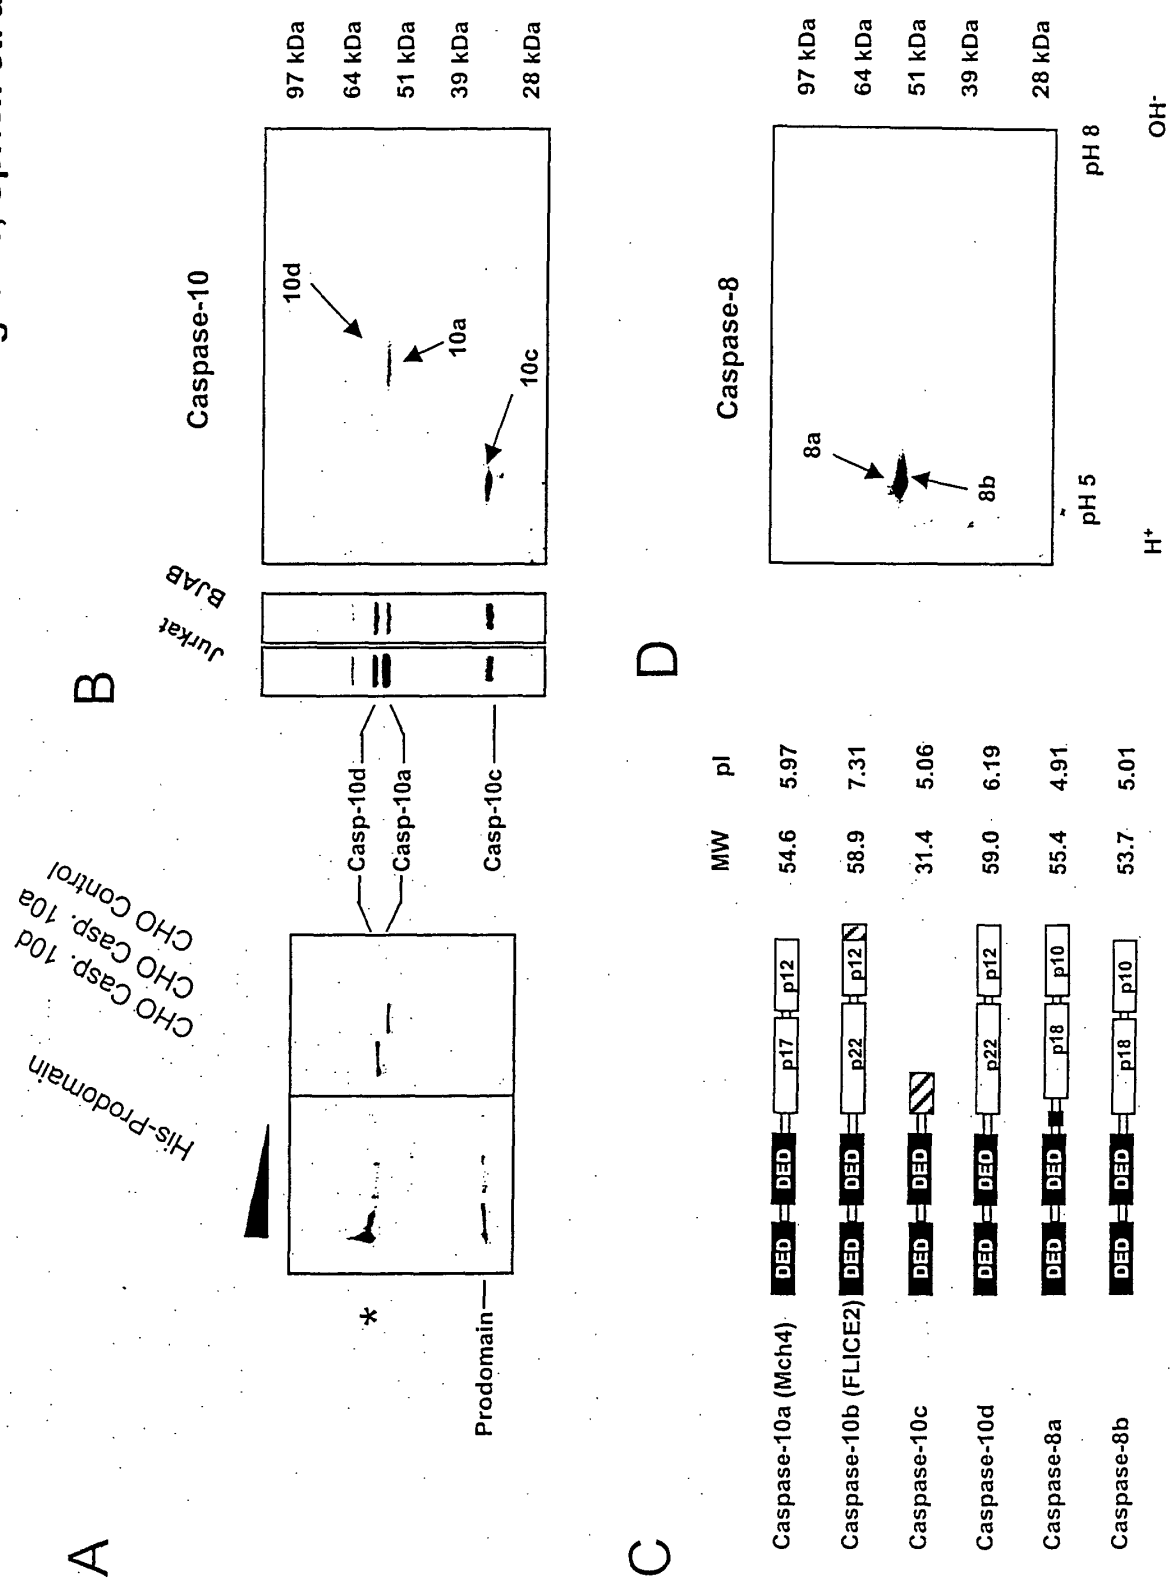 A
His-Prodomain
CHO Casp. 10d
CHO Casp. 10a
CHO Control
*
Prodomain
Casp-10d
Casp-10a
Casp-10c
B
Jurkat
BJAB
Caspase-10
10d
10a
10c
97 kDa
64 kDa
51 kDa
39 kDa
28 kDa
C
MW pI
Caspase-10a (Mch4) DED DED p17 p12 54.6 5.97
Caspase-10b (FLICE2) DED DED p22 p12 58.9 7.31
Caspase-10c DED DED 31.4 5.06
Caspase-10d DED DED p22 p12 59.0 6.19
Caspase-8a DED DED p18 p10 55.4 4.91
Caspase-8b DED DED p18 p10 53.7 5.01
D
Caspase-8
8a
8b
97 kDa
64 kDa
51 kDa
39 kDa
28 kDa
pH 5 pH 8
H⁺ OH⁻